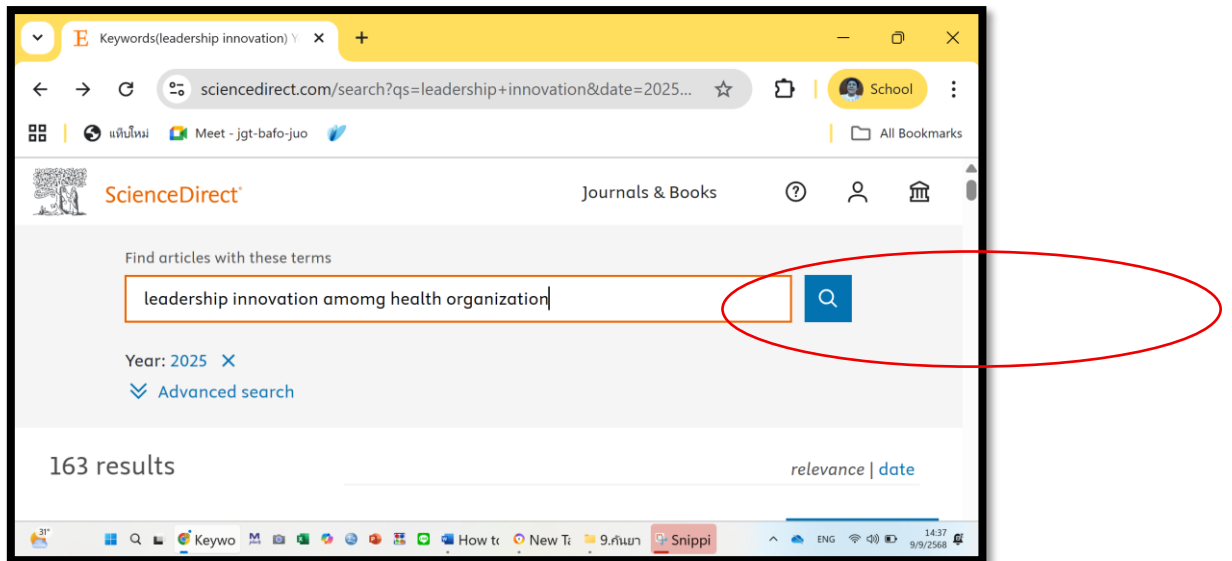 E Keywords(leadership innovation) Y
sciencedirect.com/search?qs=leadership+innovation&date=2025...
School
แท็บใหม่
Meet - jgt-bafo-juo
All Bookmarks
ScienceDirect
Journals & Books
Find articles with these terms
leadership innovation amomg health organization
Year: 2025
Advanced search
163 results
relevance | date
31°
Keywo
How to
New Ta
9.กันยา
Snippi
ENG
14:37
9/9/2568